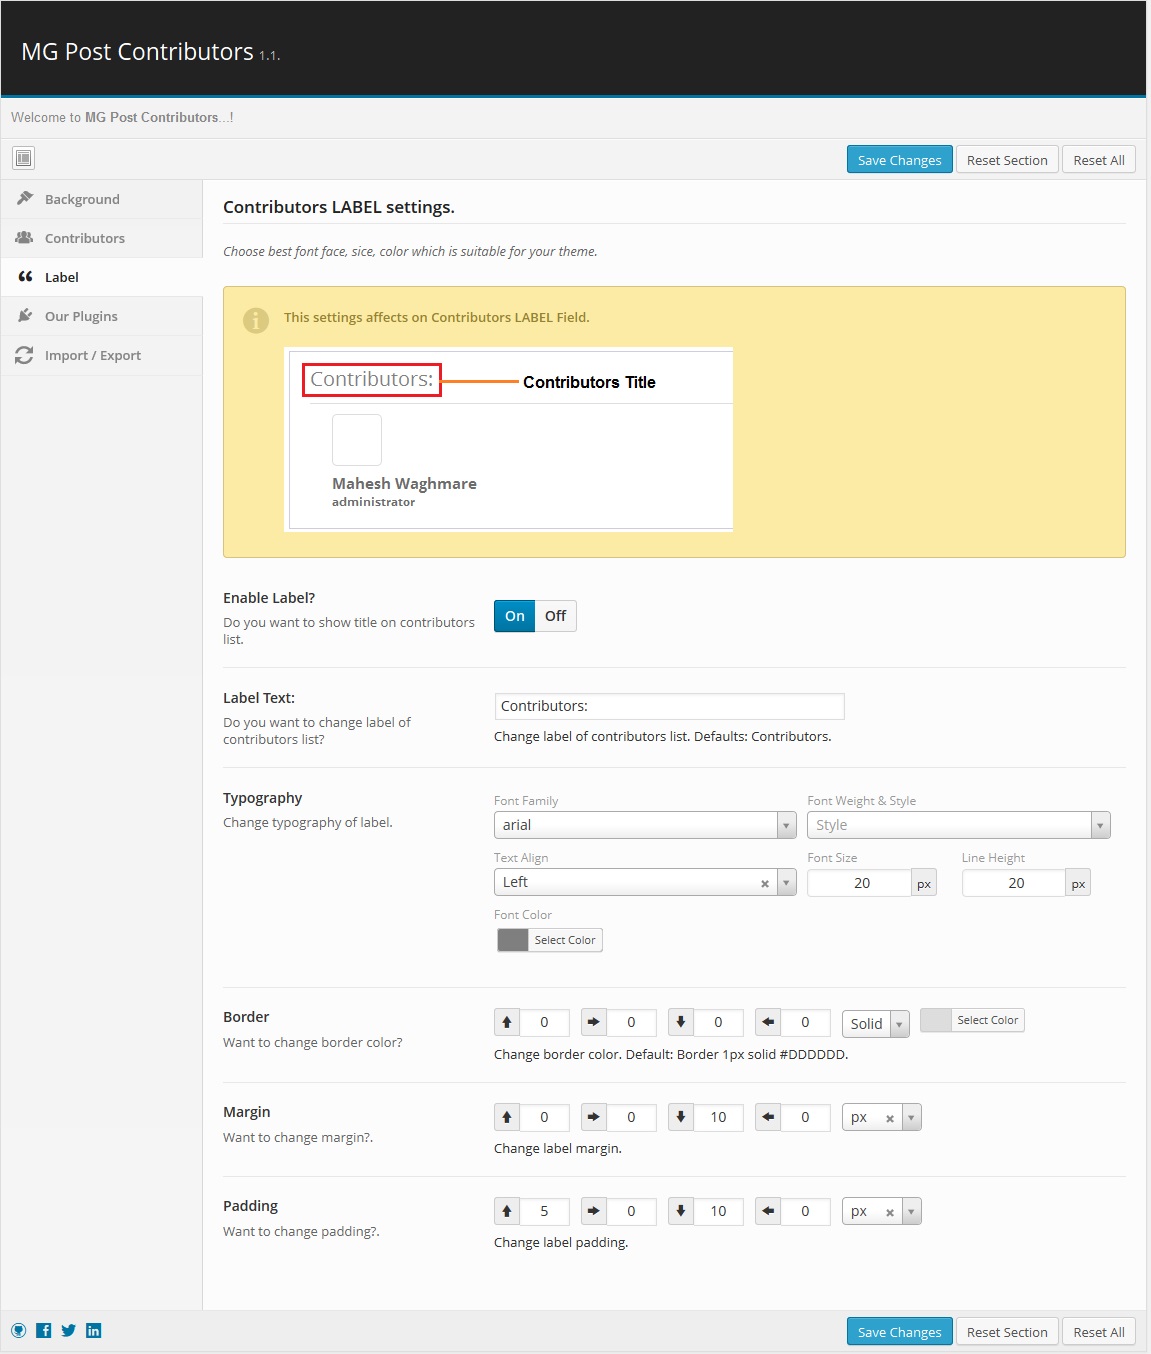 MG Post Contributors 1.1.
Welcome to MG Post Contributors...!
Save Changes Reset Section Reset All
Background
Contributors
Label
Our Plugins
Import / Export
Contributors LABEL settings.
Choose best font face, sice, color which is suitable for your theme.
This settings affects on Contributors LABEL Field.
Contributors: Contributors Title
Mahesh Waghmare
administrator
Enable Label?
Do you want to show title on contributors
list.
On Off
Label Text:
Do you want to change label of
contributors list?
Contributors:
Change label of contributors list. Defaults: Contributors.
Typography
Change typography of label.
Font Family Font Weight & Style
arial Style
Text Align Font Size Line Height
Left 20 px 20 px
Font Color
Select Color
Border
Want to change border color?
0 0 0 0 Solid Select Color
Change border color. Default: Border 1px solid #DDDDDD.
Margin
Want to change margin?.
0 0 10 0 px
Change label margin.
Padding
Want to change padding?.
5 0 10 0 px
Change label padding.
Save Changes Reset Section Reset All